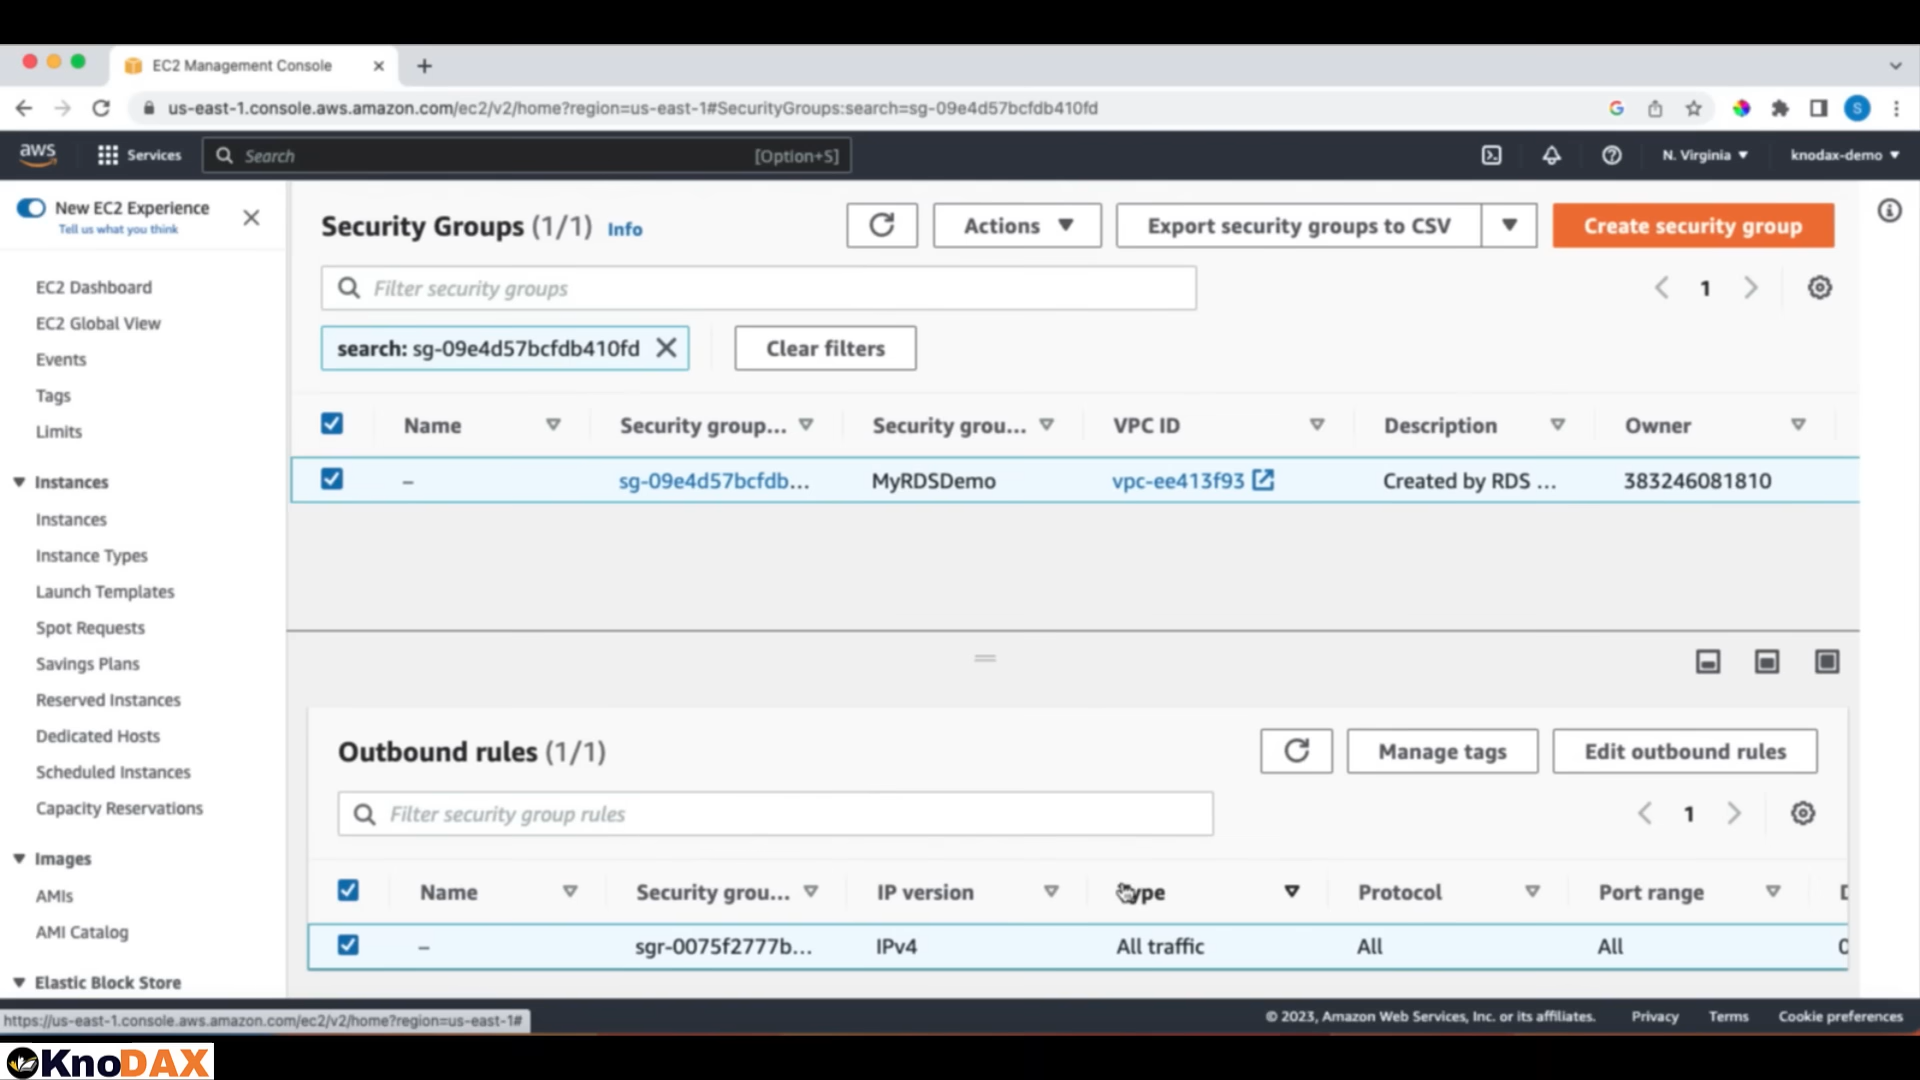 EC2 Management Console
us-east-1.console.aws.amazon.com/ec2/v2/home?region=us-east-1#SecurityGroups:search=sg-09e4d57bcfdb410fd
S
aws
Services
Search
[Option+S]
N. Virginia
knodax-demo
New EC2 Experience
Tell us what you think
EC2 Dashboard
EC2 Global View
Events
Tags
Limits
Instances
Instances
Instance Types
Launch Templates
Spot Requests
Savings Plans
Reserved Instances
Dedicated Hosts
Scheduled Instances
Capacity Reservations
Images
AMIs
AMI Catalog
Elastic Block Store
Security Groups (1/1) Info
Actions
Export security groups to CSV
Create security group
Filter security groups
1
search: sg-09e4d57bcfdb410fd
Clear filters
Name Security group... Security grou... VPC ID Description Owner
– sg-09e4d57bcfdb... MyRDSDemo vpc-ee413f93 Created by RDS ... 383246081810
Outbound rules (1/1)
Manage tags
Edit outbound rules
Filter security group rules
1
Name Security grou... IP version Type Protocol Port range
– sgr-0075f2777b... IPv4 All traffic All All
https://us-east-1.console.aws.amazon.com/ec2/v2/home?region=us-east-1#
© 2023, Amazon Web Services, Inc. or its affiliates. Privacy Terms Cookie preferences
KnoDAX